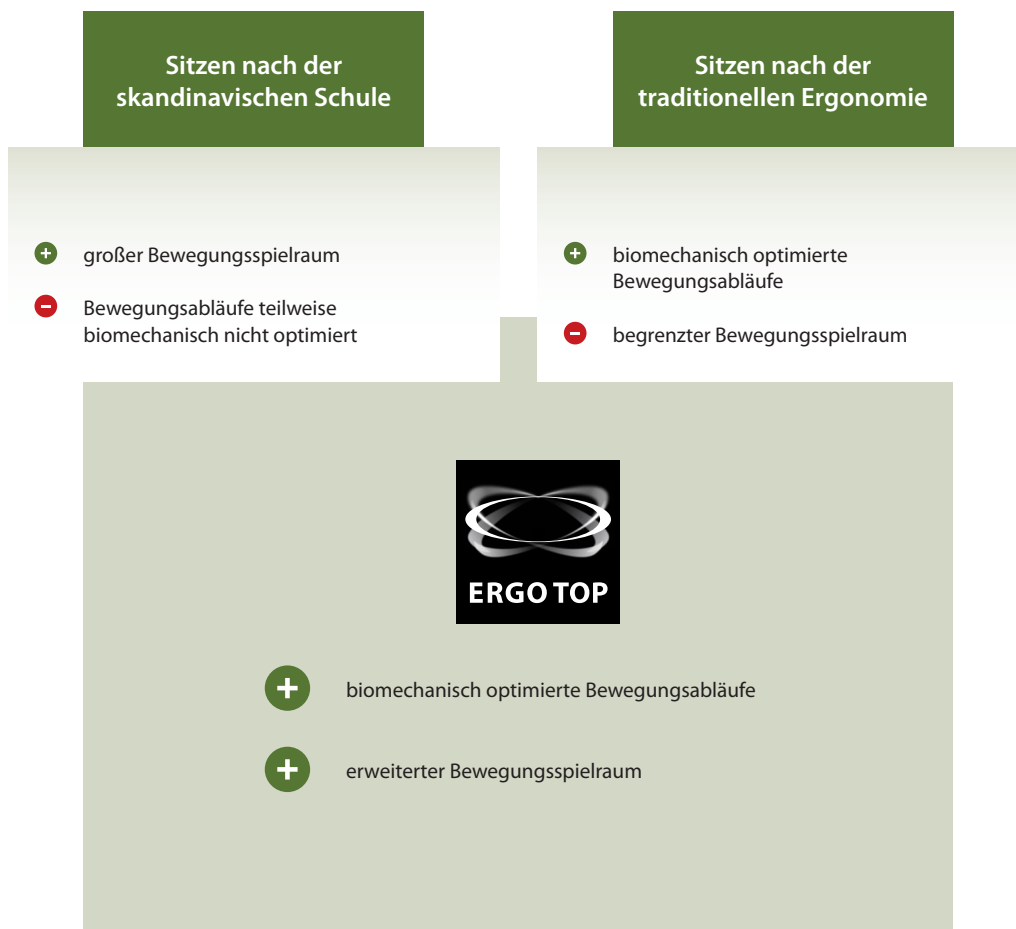 Sitzen nach der
skandinavischen Schule
großer Bewegungsspielraum
Bewegungsabläufe teilweise
biomechanisch nicht optimiert
Sitzen nach der
traditionellen Ergonomie
biomechanisch optimierte
Bewegungsabläufe
begrenzter Bewegungsspielraum
ERGO TOP
biomechanisch optimierte Bewegungsabläufe
erweiterter Bewegungsspielraum